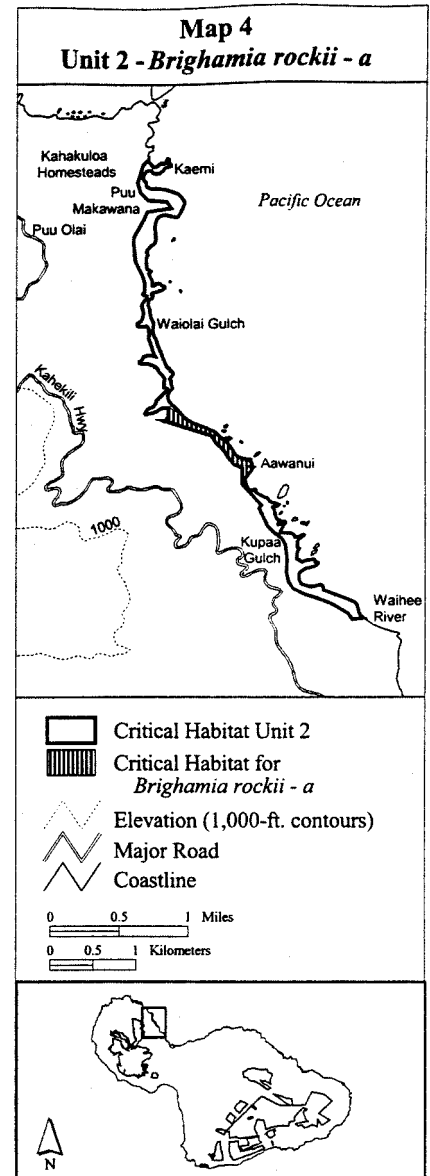 Map 4
Unit 2 - Brighamia rockii - a
Kahakuloa
Homesteads
Kaemi
Puu
Makawana
Pacific Ocean
Puu Olai
Waiolai Gulch
Kahekili
Hwy
Aawanui
1000
Kupaa
Gulch
Waihee
River
Critical Habitat Unit 2
Critical Habitat for
Brighamia rockii - a
Elevation (1,000-ft. contours)
Major Road
Coastline
0 0.5 1 Miles
0 0.5 1 Kilometers
N